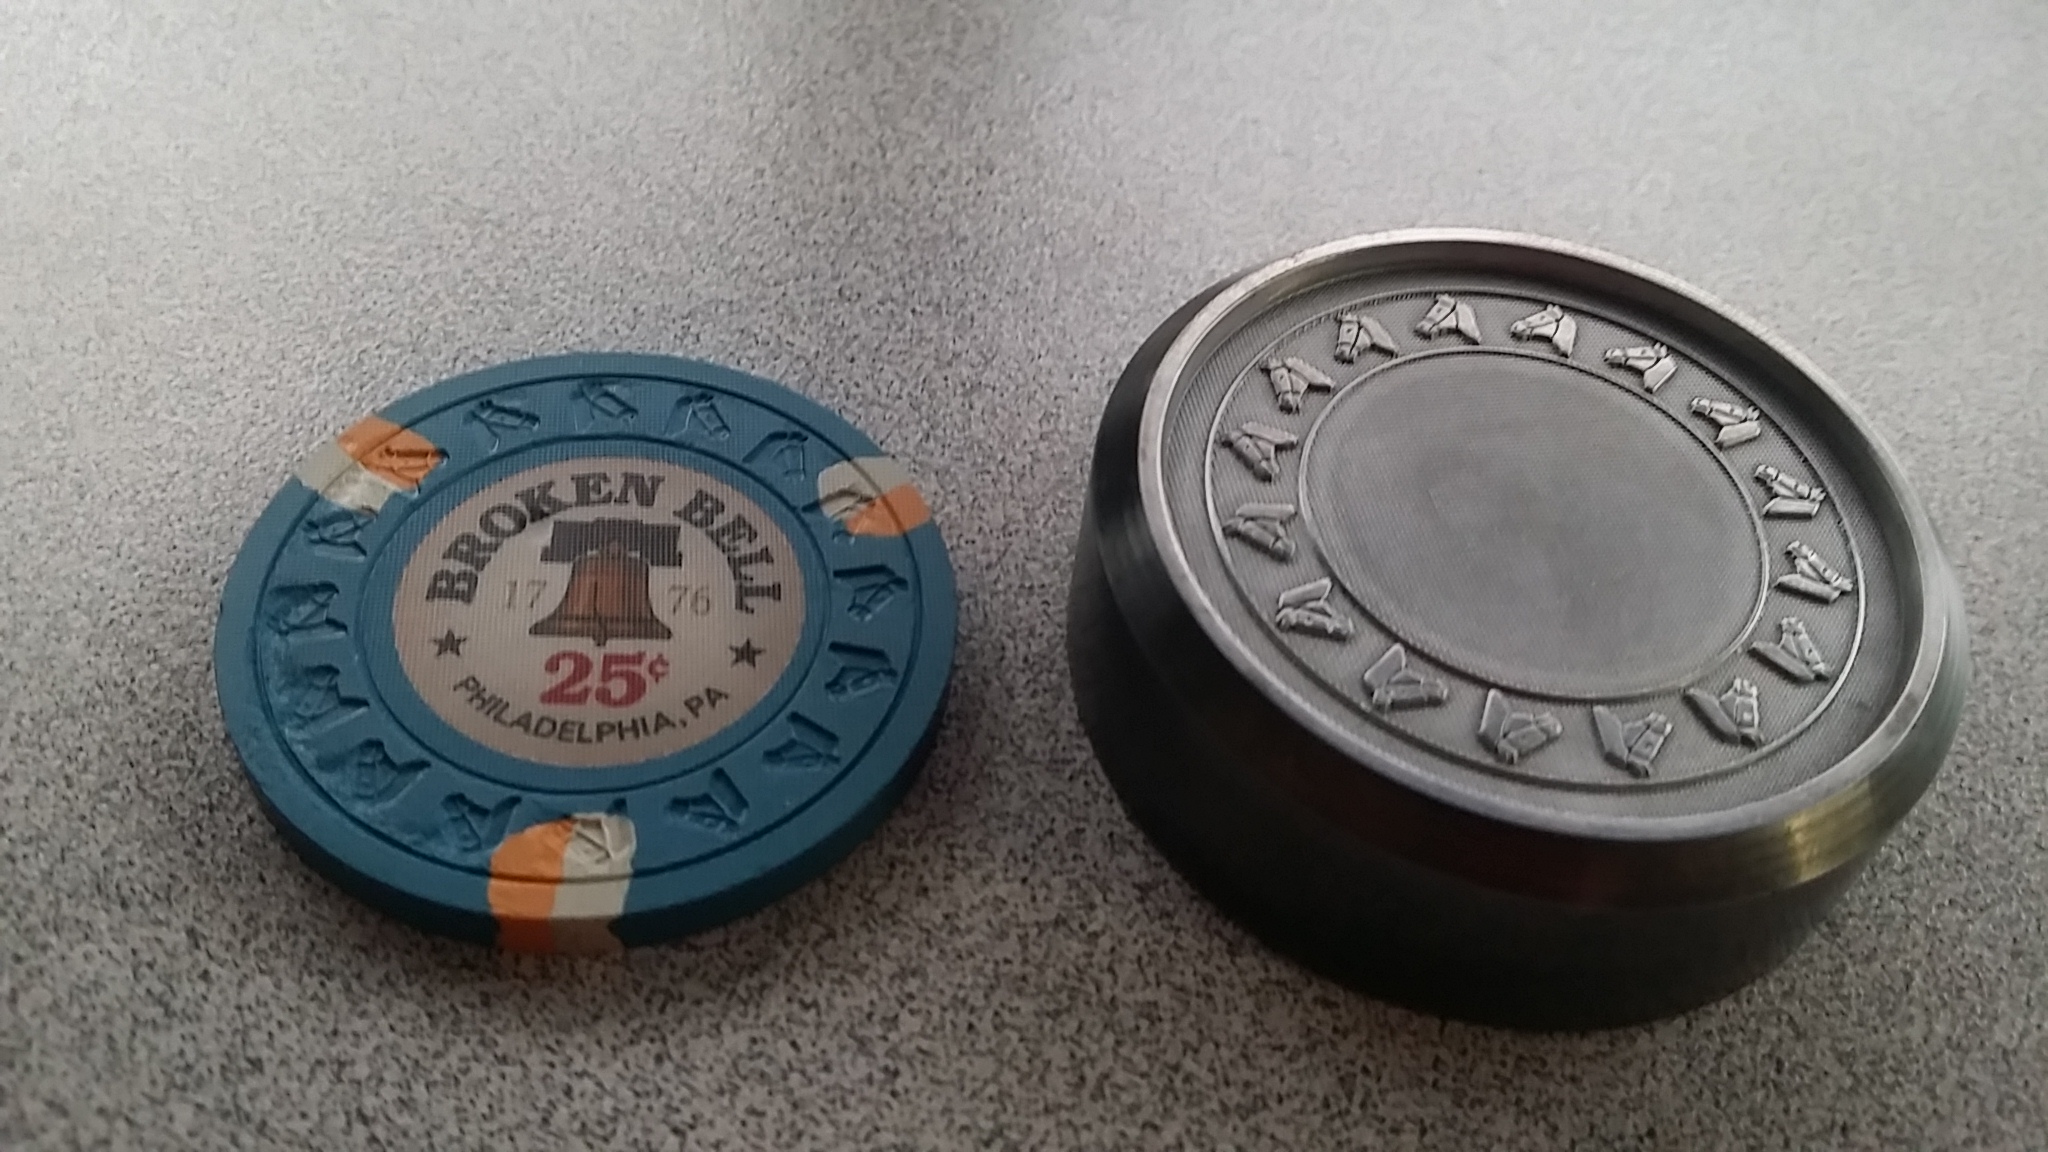 BROKEN BELL
17 76
25¢
PHILADELPHIA, PA